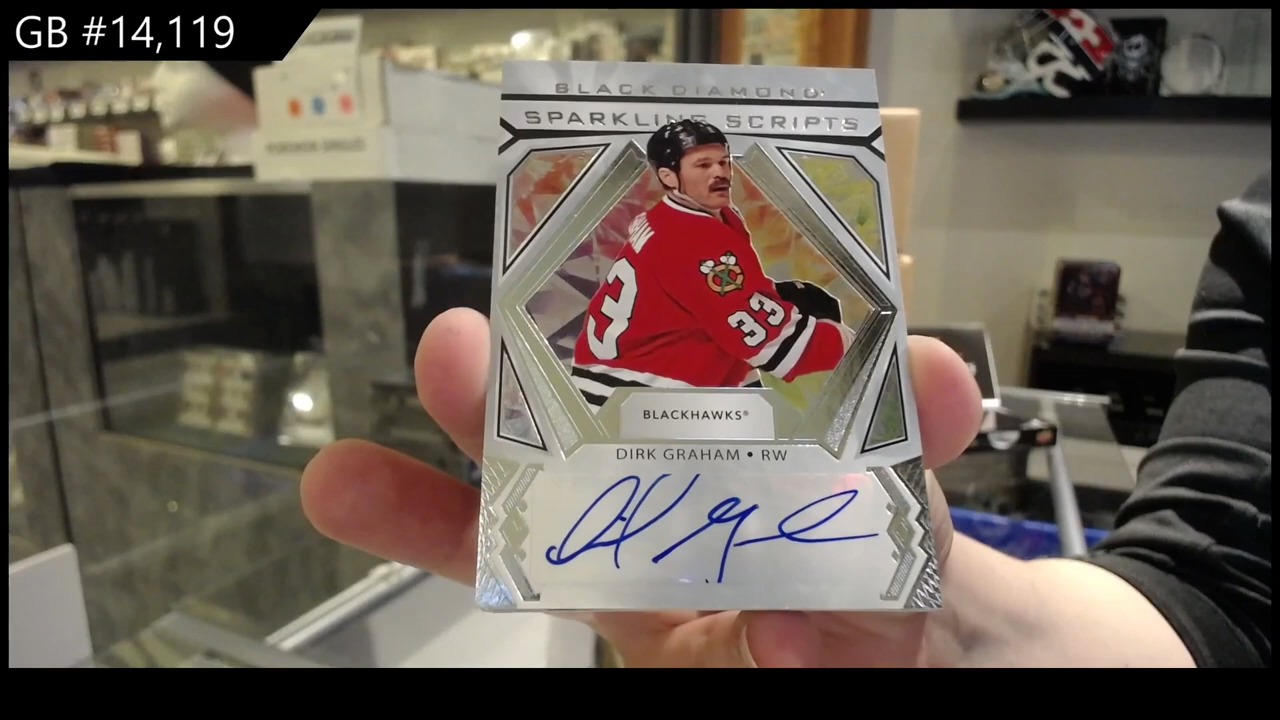 GB #14,119
BLACK DIAMOND
SPARKLING SCRIPTS
33
33
BLACKHAWKS®
DIRK GRAHAM • RW